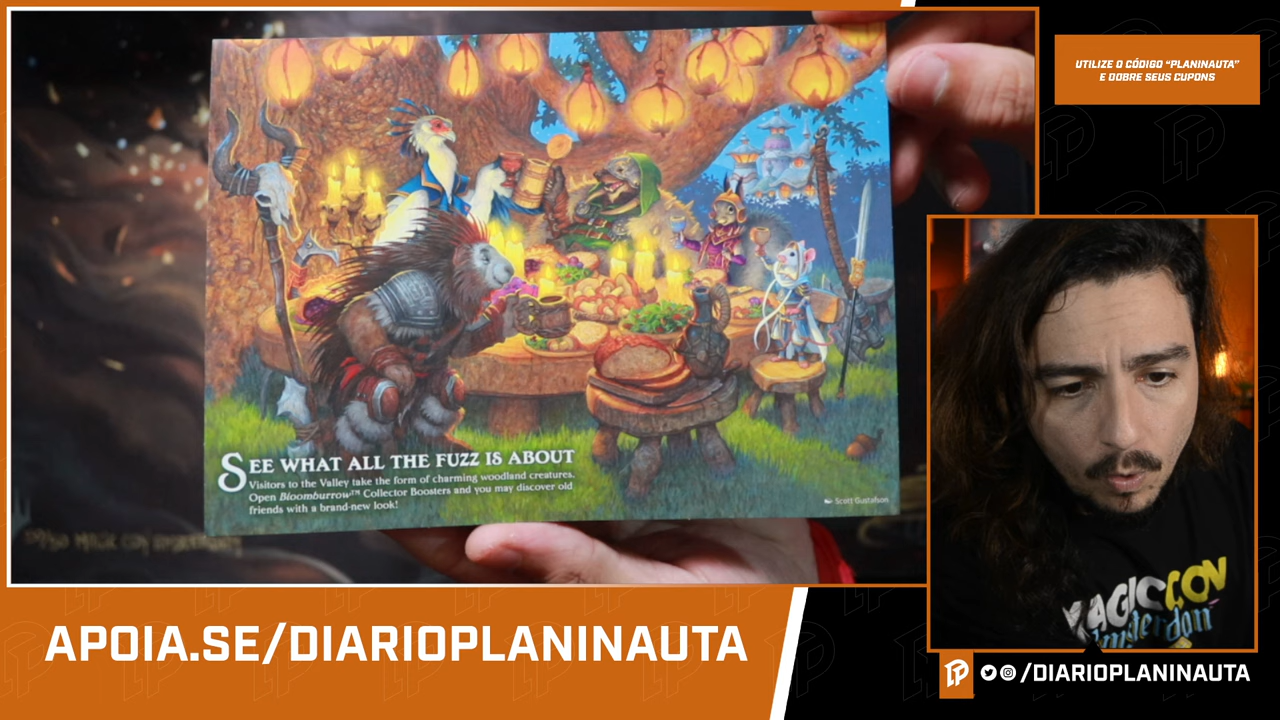 UTILIZE O CÓDIGO "PLANINAUTA"
E DOBRE SEUS CUPONS
SEE WHAT ALL THE FUZZ IS ABOUT
Visitors to the Valley take the form of charming woodland creatures.
Open Bloomburrow™ Collector Boosters and you may discover old
friends with a brand-new look!
Scott Gustafson
MAGICCON
Amsterdam
APOIA.SE/DIARIOPLANINAUTA
/DIARIOPLANINAUTA